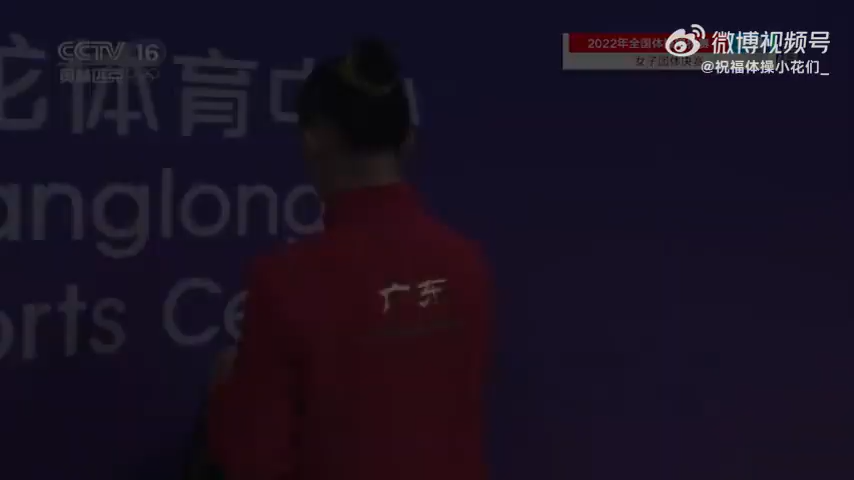 CCTV 16
奥林匹克
2022年全国体
女子团体决赛
微博视频号
@祝福体操小花们_
龙体育中
anglong
orts Ce
广东